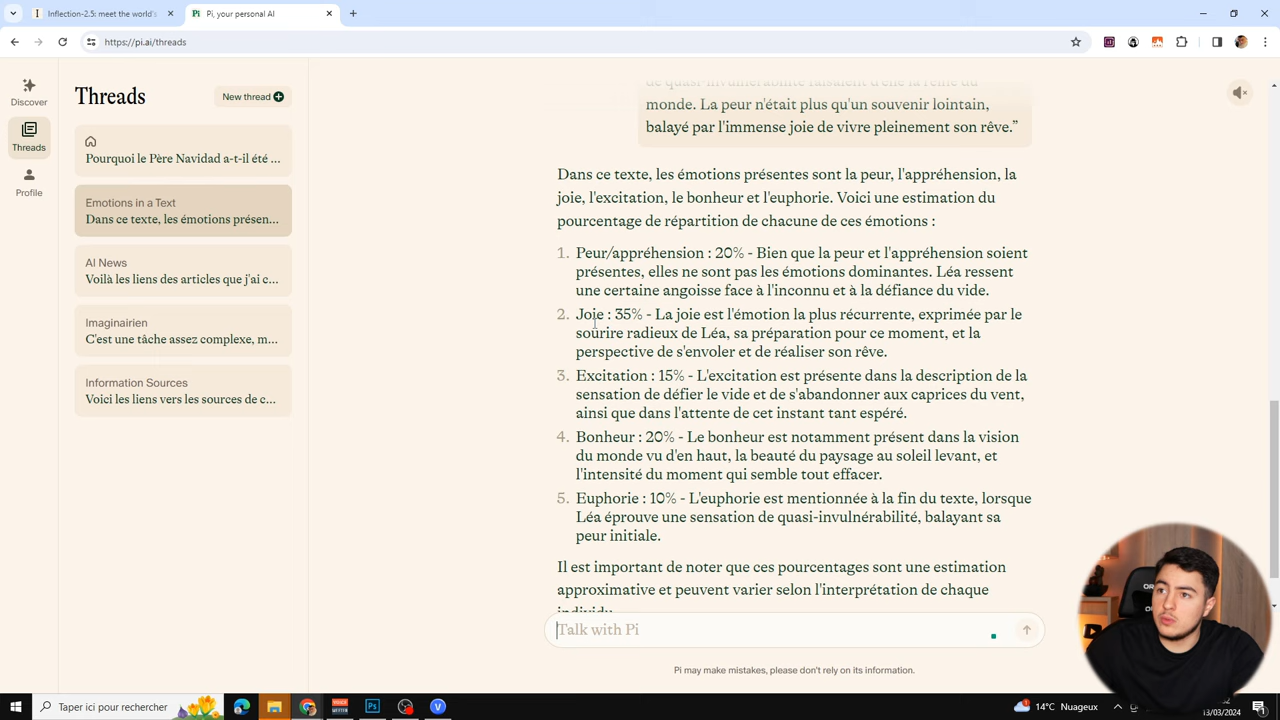 Inflection-2.5: meet the world's
Pi, your personal AI
https://pi.ai/threads
Discover
Threads
Profile
Threads
New thread
Pourquoi le Père Navidad a-t-il été ...
Emotions in a Text
Dans ce texte, les émotions présen...
AI News
Voilà les liens des articles que j'ai c...
Imaginairien
C'est une tâche assez complexe, m...
Information Sources
Voici les liens vers les sources de c...
de quasi-invulnérabilité faisaient d'elle la reine du
monde. La peur n'était plus qu'un souvenir lointain,
balayé par l'immense joie de vivre pleinement son rêve.”
Dans ce texte, les émotions présentes sont la peur, l'appréhension, la
joie, l'excitation, le bonheur et l'euphorie. Voici une estimation du
pourcentage de répartition de chacune de ces émotions :
1. Peur/appréhension : 20% - Bien que la peur et l'appréhension soient
présentes, elles ne sont pas les émotions dominantes. Léa ressent
une certaine angoisse face à l'inconnu et à la défiance du vide.
2. Joie : 35% - La joie est l'émotion la plus récurrente, exprimée par le
sourire radieux de Léa, sa préparation pour ce moment, et la
perspective de s'envoler et de réaliser son rêve.
3. Excitation : 15% - L'excitation est présente dans la description de la
sensation de défier le vide et de s'abandonner aux caprices du vent,
ainsi que dans l'attente de cet instant tant espéré.
4. Bonheur : 20% - Le bonheur est notamment présent dans la vision
du monde vu d'en haut, la beauté du paysage au soleil levant, et
l'intensité du moment qui semble tout effacer.
5. Euphorie : 10% - L'euphorie est mentionnée à la fin du texte, lorsque
Léa éprouve une sensation de quasi-invulnérabilité, balayant sa
peur initiale.
Il est important de noter que ces pourcentages sont une estimation
approximative et peuvent varier selon l'interprétation de chaque
individu.
Talk with Pi
Pi may make mistakes, please don't rely on its information.
Taper ici pour rechercher
14°C Nuageux
13/03/2024